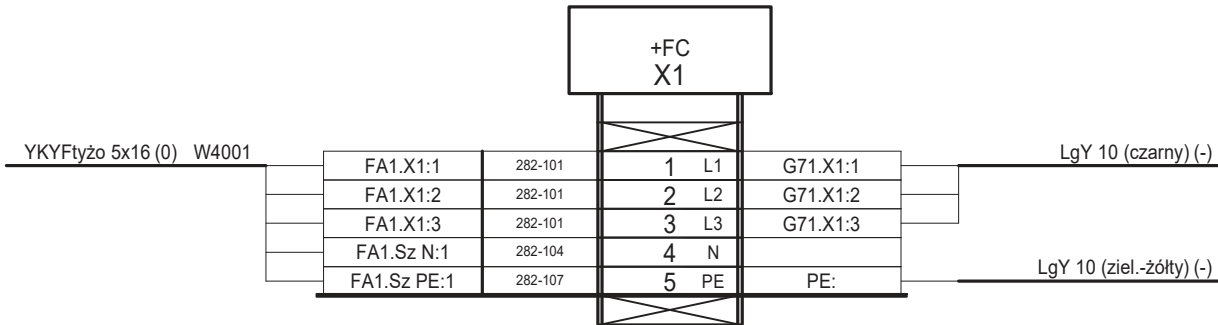 +FC
X1
YKYFtyżo 5x16 (0) W4001
LgY 10 (czarny) (-)
FA1.X1:1 282-101 1 L1 G71.X1:1
FA1.X1:2 282-101 2 L2 G71.X1:2
FA1.X1:3 282-101 3 L3 G71.X1:3
FA1.Sz N:1 282-104 4 N
LgY 10 (ziel.-żółty) (-)
FA1.Sz PE:1 282-107 5 PE PE: